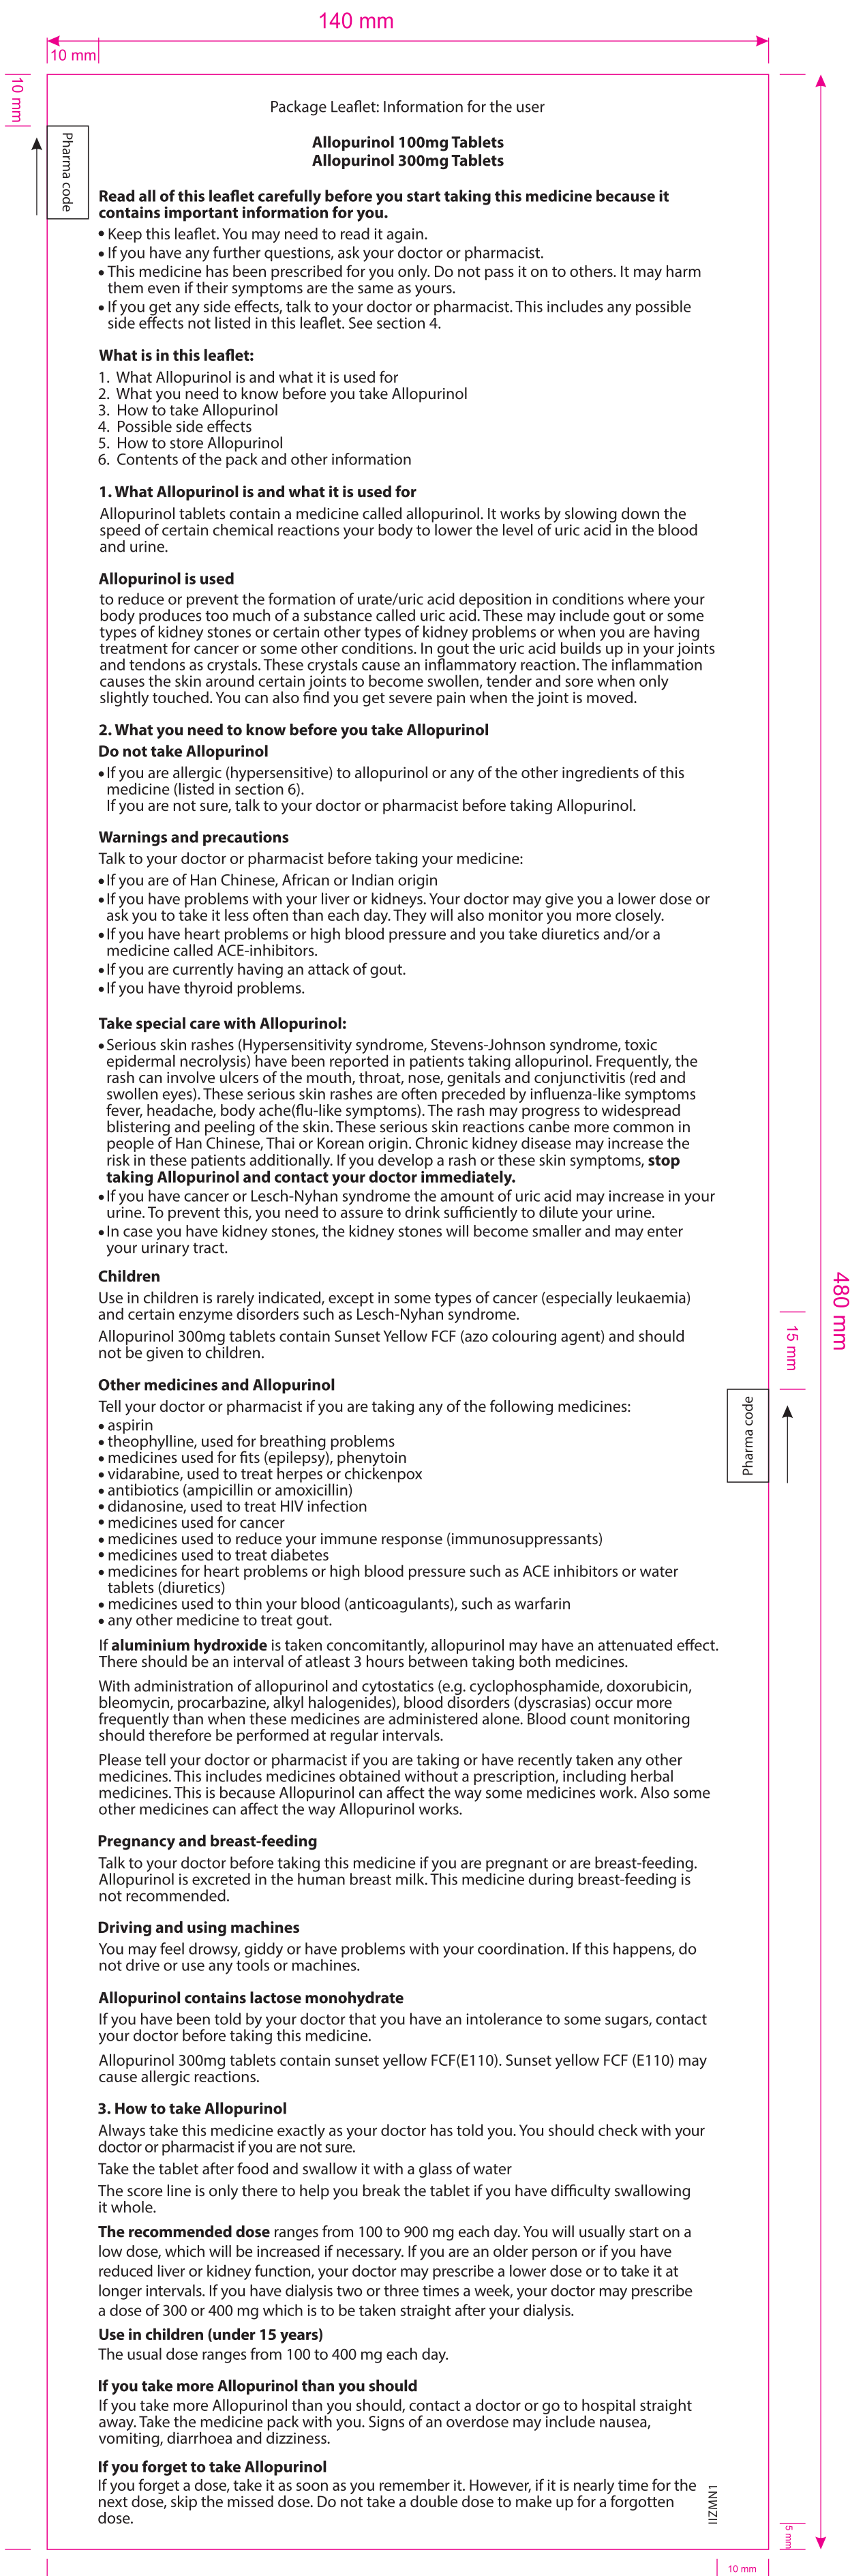 140 mm
10 mm
10 mm
Pharma code
Package Leaflet: Information for the user
Allopurinol 100mg Tablets
Allopurinol 300mg Tablets
Read all of this leaflet carefully before you start taking this medicine because it
contains important information for you.
• Keep this leaflet. You may need to read it again.
• If you have any further questions, ask your doctor or pharmacist.
• This medicine has been prescribed for you only. Do not pass it on to others. It may harm
them even if their symptoms are the same as yours.
• If you get any side effects, talk to your doctor or pharmacist. This includes any possible
side effects not listed in this leaflet. See section 4.
What is in this leaflet:
1. What Allopurinol is and what it is used for
2. What you need to know before you take Allopurinol
3. How to take Allopurinol
4. Possible side effects
5. How to store Allopurinol
6. Contents of the pack and other information
1. What Allopurinol is and what it is used for
Allopurinol tablets contain a medicine called allopurinol. It works by slowing down the
speed of certain chemical reactions your body to lower the level of uric acid in the blood
and urine.
Allopurinol is used
to reduce or prevent the formation of urate/uric acid deposition in conditions where your
body produces too much of a substance called uric acid. These may include gout or some
types of kidney stones or certain other types of kidney problems or when you are having
treatment for cancer or some other conditions. In gout the uric acid builds up in your joints
and tendons as crystals. These crystals cause an inflammatory reaction. The inflammation
causes the skin around certain joints to become swollen, tender and sore when only
slightly touched. You can also find you get severe pain when the joint is moved.
2. What you need to know before you take Allopurinol
Do not take Allopurinol
• If you are allergic (hypersensitive) to allopurinol or any of the other ingredients of this
medicine (listed in section 6).
If you are not sure, talk to your doctor or pharmacist before taking Allopurinol.
Warnings and precautions
Talk to your doctor or pharmacist before taking your medicine:
• If you are of Han Chinese, African or Indian origin
• If you have problems with your liver or kidneys. Your doctor may give you a lower dose or
ask you to take it less often than each day. They will also monitor you more closely.
• If you have heart problems or high blood pressure and you take diuretics and/or a
medicine called ACE-inhibitors.
• If you are currently having an attack of gout.
• If you have thyroid problems.
Take special care with Allopurinol:
• Serious skin rashes (Hypersensitivity syndrome, Stevens-Johnson syndrome, toxic
epidermal necrolysis) have been reported in patients taking allopurinol. Frequently, the
rash can involve ulcers of the mouth, throat, nose, genitals and conjunctivitis (red and
swollen eyes). These serious skin rashes are often preceded by influenza-like symptoms
fever, headache, body ache(flu-like symptoms). The rash may progress to widespread
blistering and peeling of the skin. These serious skin reactions canbe more common in
people of Han Chinese, Thai or Korean origin. Chronic kidney disease may increase the
risk in these patients additionally. If you develop a rash or these skin symptoms, stop
taking Allopurinol and contact your doctor immediately.
• If you have cancer or Lesch-Nyhan syndrome the amount of uric acid may increase in your
urine. To prevent this, you need to assure to drink sufficiently to dilute your urine.
• In case you have kidney stones, the kidney stones will become smaller and may enter
your urinary tract.
Children
Use in children is rarely indicated, except in some types of cancer (especially leukaemia)
and certain enzyme disorders such as Lesch-Nyhan syndrome.
Allopurinol 300mg tablets contain Sunset Yellow FCF (azo colouring agent) and should
not be given to children.
480 mm
15 mm
Pharma code
Other medicines and Allopurinol
Tell your doctor or pharmacist if you are taking any of the following medicines:
• aspirin
• theophylline, used for breathing problems
• medicines used for fits (epilepsy), phenytoin
• vidarabine, used to treat herpes or chickenpox
• antibiotics (ampicillin or amoxicillin)
• didanosine, used to treat HIV infection
• medicines used for cancer
• medicines used to reduce your immune response (immunosuppressants)
• medicines used to treat diabetes
• medicines for heart problems or high blood pressure such as ACE inhibitors or water
tablets (diuretics)
• medicines used to thin your blood (anticoagulants), such as warfarin
• any other medicine to treat gout.
If aluminium hydroxide is taken concomitantly, allopurinol may have an attenuated effect.
There should be an interval of atleast 3 hours between taking both medicines.
With administration of allopurinol and cytostatics (e.g. cyclophosphamide, doxorubicin,
bleomycin, procarbazine, alkyl halogenides), blood disorders (dyscrasias) occur more
frequently than when these medicines are administered alone. Blood count monitoring
should therefore be performed at regular intervals.
Please tell your doctor or pharmacist if you are taking or have recently taken any other
medicines. This includes medicines obtained without a prescription, including herbal
medicines. This is because Allopurinol can affect the way some medicines work. Also some
other medicines can affect the way Allopurinol works.
Pregnancy and breast-feeding
Talk to your doctor before taking this medicine if you are pregnant or are breast-feeding.
Allopurinol is excreted in the human breast milk. This medicine during breast-feeding is
not recommended.
Driving and using machines
You may feel drowsy, giddy or have problems with your coordination. If this happens, do
not drive or use any tools or machines.
Allopurinol contains lactose monohydrate
If you have been told by your doctor that you have an intolerance to some sugars, contact
your doctor before taking this medicine.
Allopurinol 300mg tablets contain sunset yellow FCF(E110). Sunset yellow FCF (E110) may
cause allergic reactions.
3. How to take Allopurinol
Always take this medicine exactly as your doctor has told you. You should check with your
doctor or pharmacist if you are not sure.
Take the tablet after food and swallow it with a glass of water
The score line is only there to help you break the tablet if you have difficulty swallowing
it whole.
The recommended dose ranges from 100 to 900 mg each day. You will usually start on a
low dose, which will be increased if necessary. If you are an older person or if you have
reduced liver or kidney function, your doctor may prescribe a lower dose or to take it at
longer intervals. If you have dialysis two or three times a week, your doctor may prescribe
a dose of 300 or 400 mg which is to be taken straight after your dialysis.
Use in children (under 15 years)
The usual dose ranges from 100 to 400 mg each day.
If you take more Allopurinol than you should
If you take more Allopurinol than you should, contact a doctor or go to hospital straight
away. Take the medicine pack with you. Signs of an overdose may include nausea,
vomiting, diarrhoea and dizziness.
If you forget to take Allopurinol
If you forget a dose, take it as soon as you remember it. However, if it is nearly time for the
next dose, skip the missed dose. Do not take a double dose to make up for a forgotten
dose.
IIZMN1
5 mm
10 mm